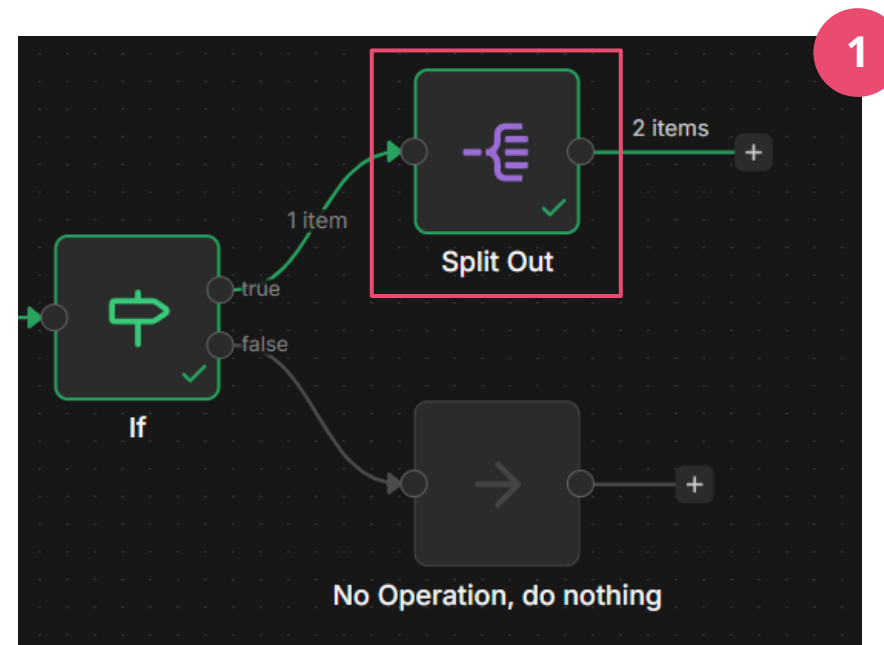 1
2 items
1 item
Split Out
true
false
If
No Operation, do nothing